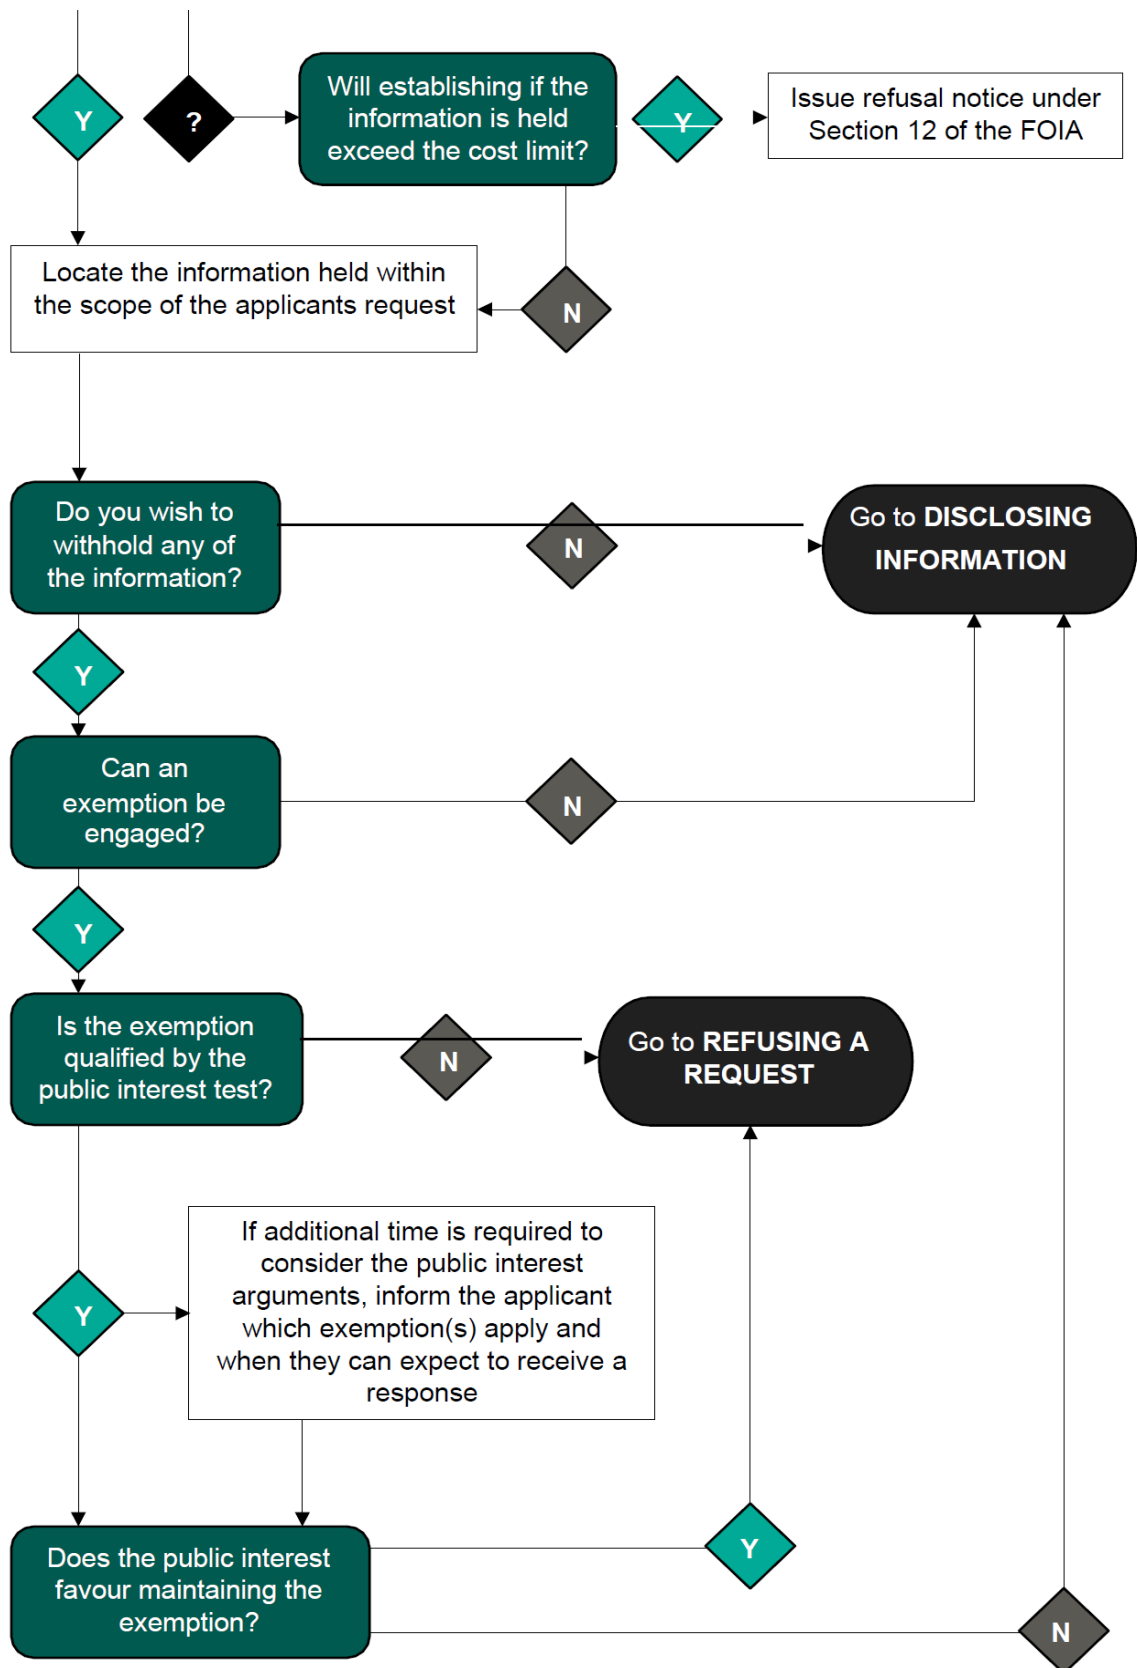 Y
?
Will establishing if the
information is held
exceed the cost limit?
Y
Issue refusal notice under
Section 12 of the FOIA
Locate the information held within
the scope of the applicants request
N
Do you wish to
withhold any of
the information?
N
Go to DISCLOSING
INFORMATION
Y
Can an
exemption be
engaged?
N
Y
Is the exemption
qualified by the
public interest test?
N
Go to REFUSING A
REQUEST
If additional time is required to
consider the public interest
arguments, inform the applicant
which exemption(s) apply and
when they can expect to receive a
response
Y
Does the public interest
favour maintaining the
exemption?
Y
N